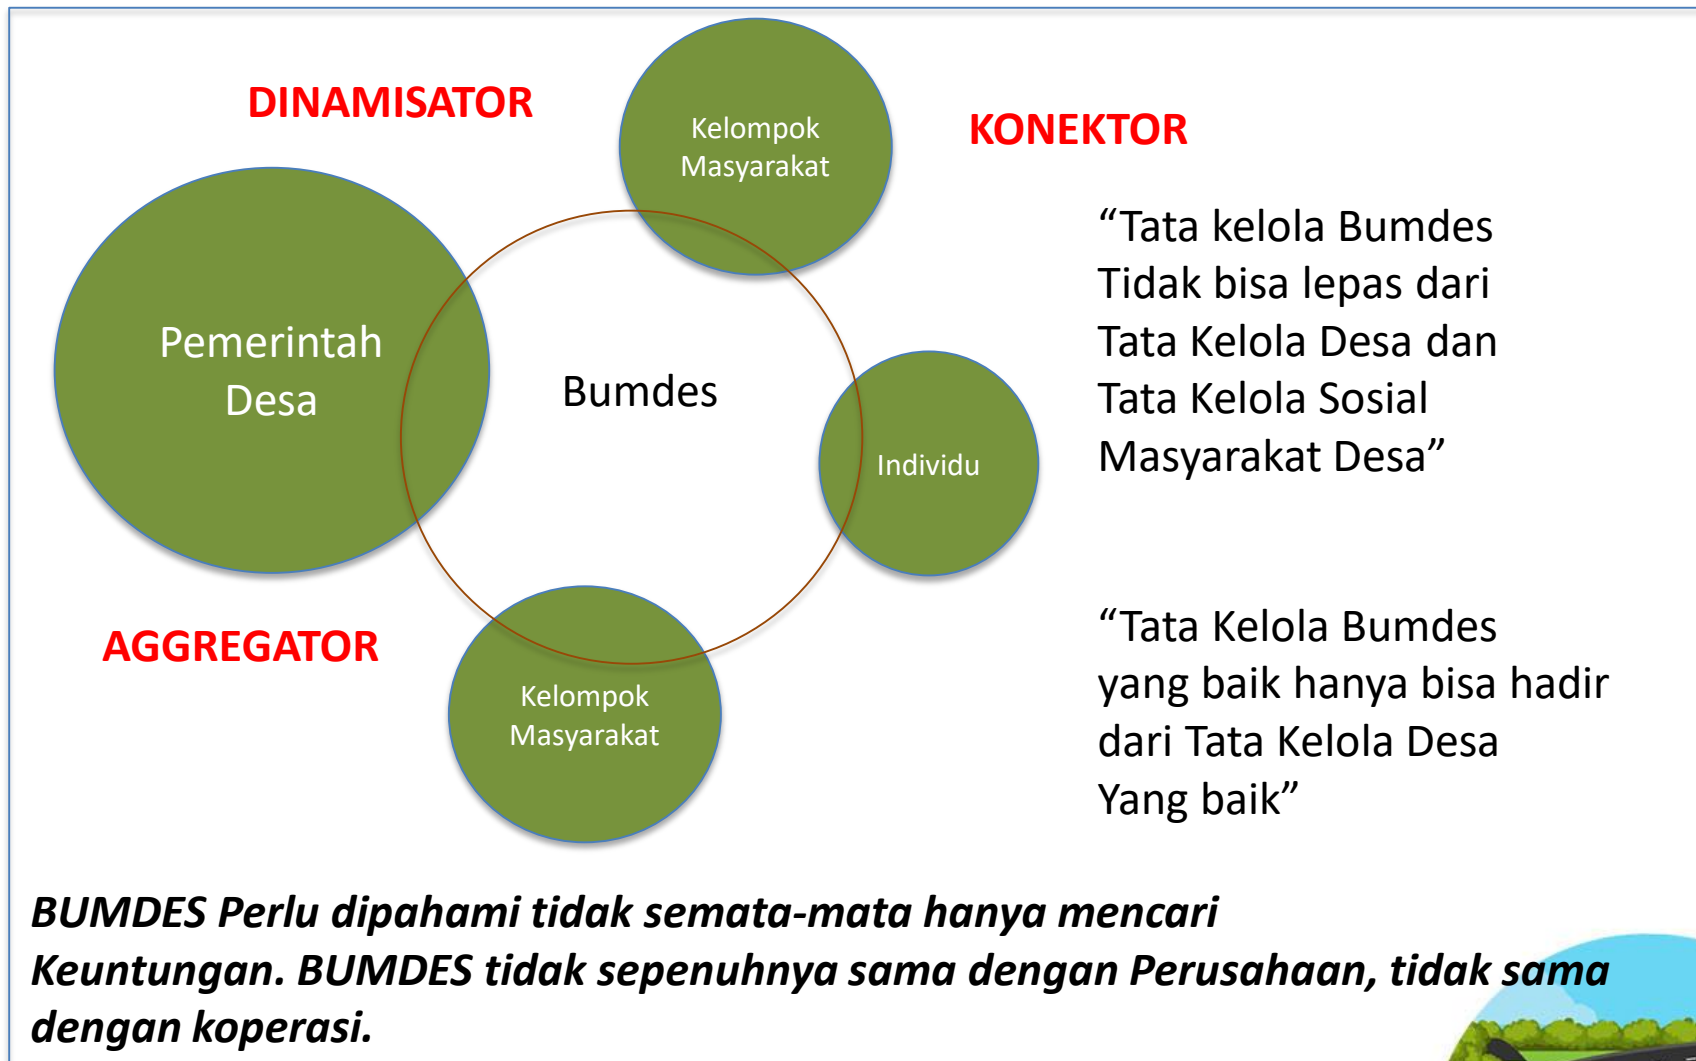 DINAMISATOR
Kelompok
Masyarakat
KONEKTOR
Pemerintah
Desa
Bumdes
Individu
AGGREGATOR
Kelompok
Masyarakat
“Tata kelola Bumdes
Tidak bisa lepas dari
Tata Kelola Desa dan
Tata Kelola Sosial
Masyarakat Desa”
“Tata Kelola Bumdes
yang baik hanya bisa hadir
dari Tata Kelola Desa
Yang baik”
BUMDES Perlu dipahami tidak semata-mata hanya mencari
Keuntungan. BUMDES tidak sepenuhnya sama dengan Perusahaan, tidak sama
dengan koperasi.